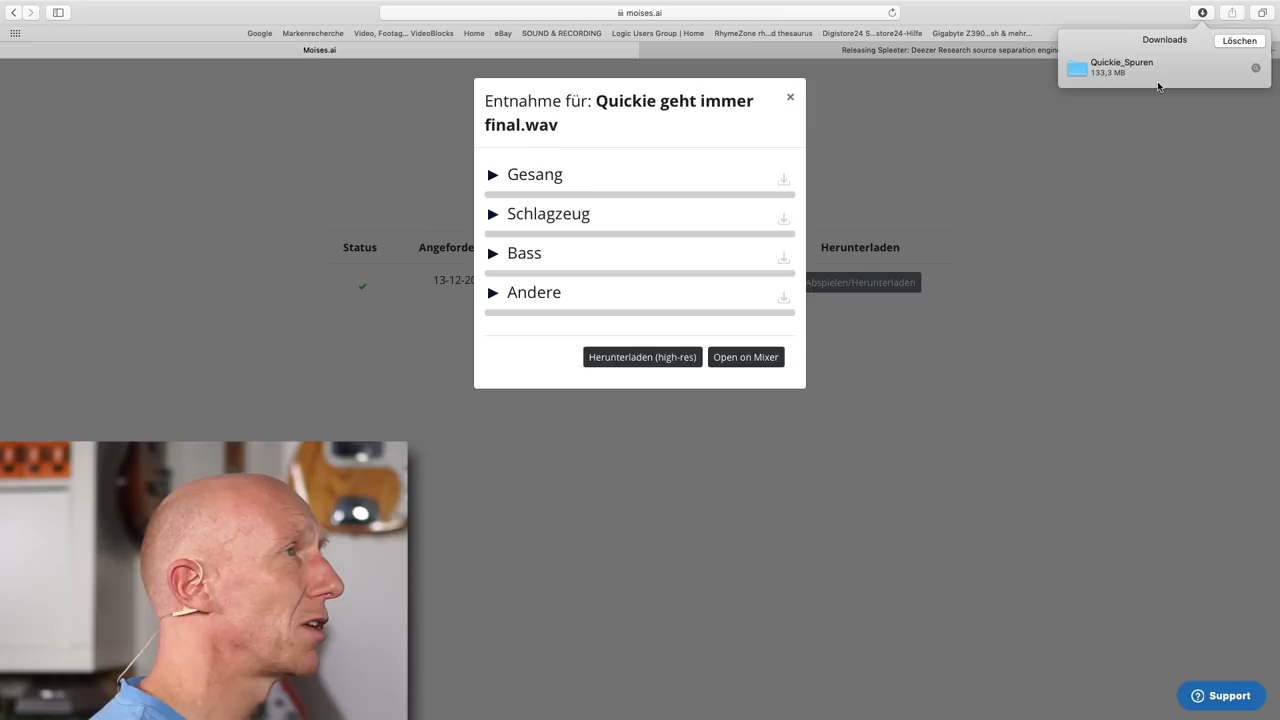 moises.ai
Google Markenrecherche Video, Footag...VideoBlocks Home eBay SOUND & RECORDING Logic Users Group | Home RhymeZone rh...d thesaurus Digistore24 S...store24-Hilfe Gigabyte Z390...sh & mehr...
Moises.ai Releasing Spleeter: Deezer Research source separation engin
Downloads Löschen
Quickie_Spuren
133,3 MB
Entnahme für: Quickie geht immer
final.wav ×
Gesang
Schlagzeug
Bass
Andere
Herunterladen (high-res) Open on Mixer
Status Angeforde Herunterladen
13-12-20 Abspielen/Herunterladen
Support